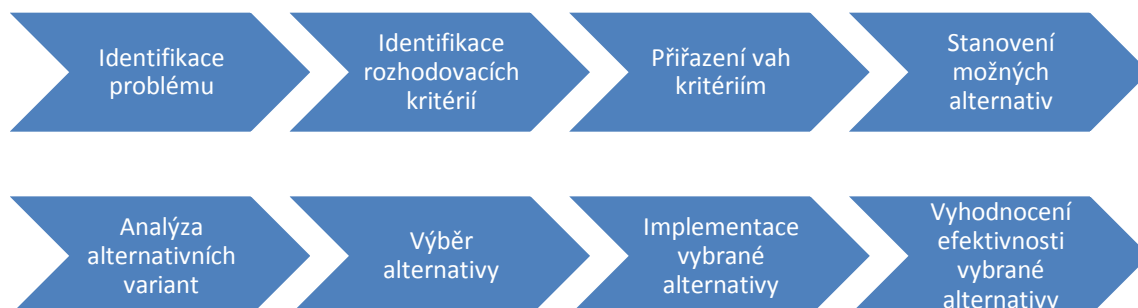 Identifikace
problému
Identifikace
rozhodovacích
kritérií
Přiřazení vah
kritériím
Stanovení
možných
alternativ
Analýza
alternativních
variant
Výběr
alternativy
Implementace
vybrané
alternativy
Vyhodnocení
efektivnosti
vybrané
alternativy